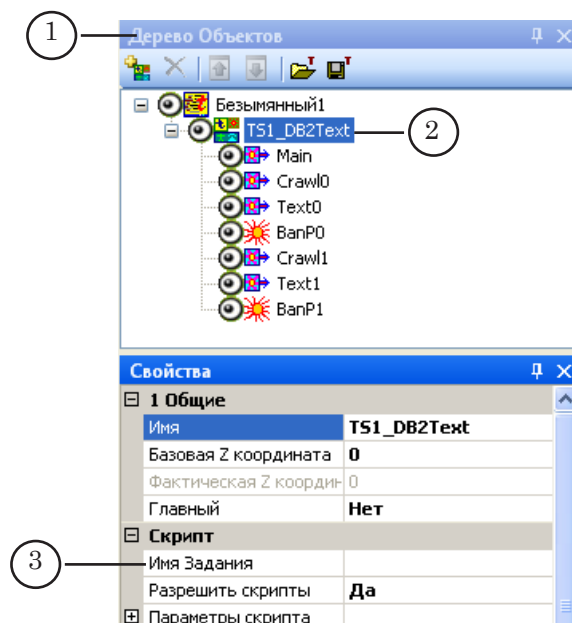 1
Дерево Объектов
Безымянный1
TS1_DB2Text
2
Main
Crawl0
Text0
BanP0
Crawl1
Text1
BanP1
Свойства
1 Общие
Имя TS1_DB2Text
Базовая Z координата 0
Фактическая Z координ 0
Главный Нет
Скрипт
3 Имя Задания
Разрешить скрипты Да
Параметры скрипта